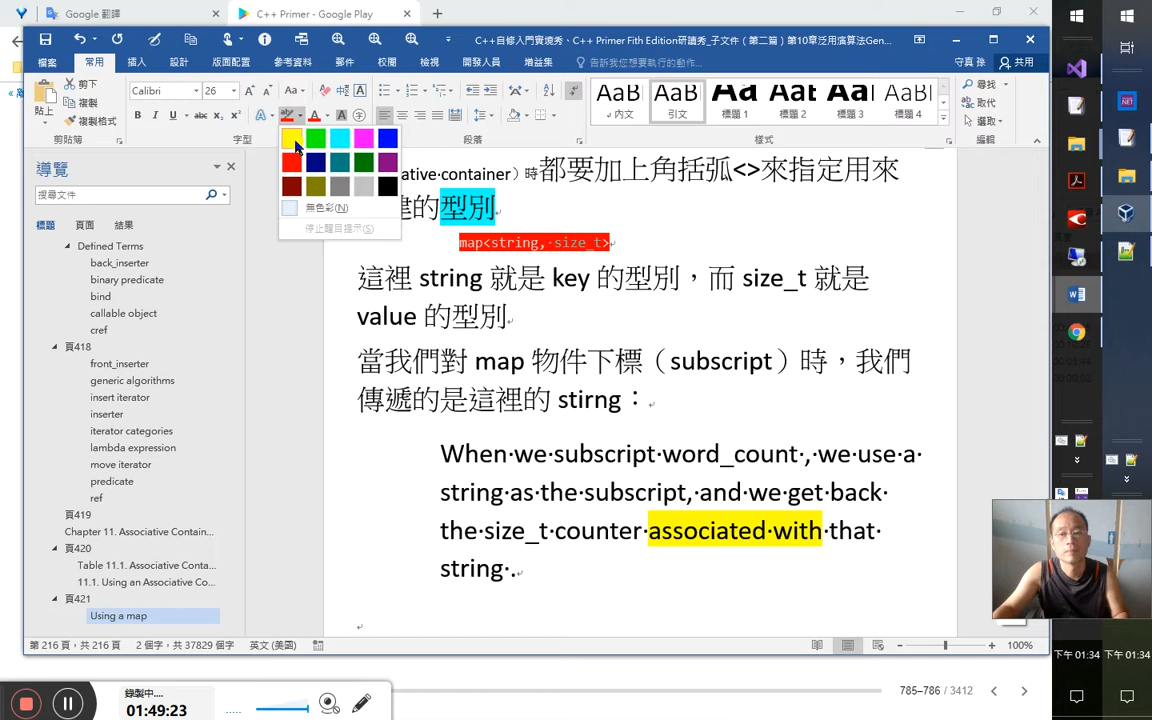 Google 翻譯
C++ Primer - Google Play
C++自修入門實境秀、C++ Primer Fith Edition研讀秀_子文件（第二篇）第10章泛用演算法Gen...
檔案 常用 插入 設計 版面配置 參考資料 郵件 校閱 檢視 開發人員 增益集 告訴我您想要執行的動作... 守真 孫 共用
貼上 剪下 複製 複製格式
Calibri 26
AaBb 內文 AaBb 引文 Aa 標題 1 AaB 標題 2 AaB 標題 3 AaB 標題 4
尋找 取代 選取
剪貼簿 字型 段落 樣式 編輯
無色彩(N)
停止醒目提示(S)
導覽
搜尋文件
標題 頁面 結果
Defined Terms
back_inserter
binary predicate
bind
callable object
cref
頁418
front_inserter
generic algorithms
insert iterator
inserter
iterator categories
lambda expression
move iterator
predicate
ref
頁419
Chapter 11. Associative Contain...
頁420
Table 11.1. Associative Conta...
11.1. Using an Associative Co...
頁421
Using a map
ative·container）時都要加上角括弧<>來指定用來
建的型別
map<string,·size_t>
這裡 string 就是 key 的型別，而 size_t 就是
value 的型別
當我們對 map 物件下標（subscript）時，我們
傳遞的是這裡的 stirng：
When·we·subscript·word_count·,·we·use·a·
string·as·the·subscript,·and·we·get·back·
the·size_t·counter·associated·with·that·
string·.
第 216 頁，共 216 頁 2 個字，共 37829 個字 英文 (美國) 100%
錄製中...
01:49:23
785–786 / 3412
下午 01:34 下午 01:34